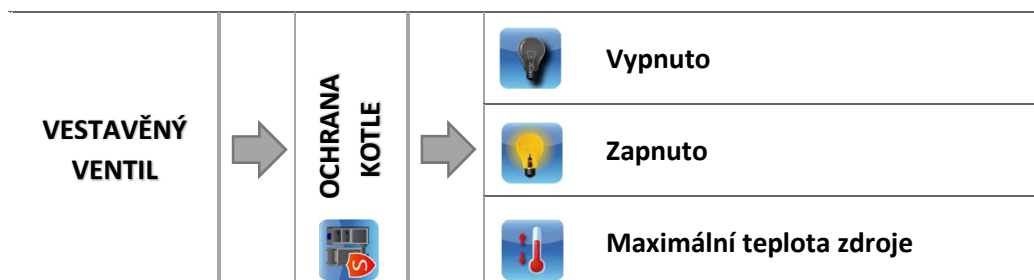 VESTAVĚNÝ
VENTIL
OCHRANA
KOTLE
S
Vypnuto
Zapnuto
Maximální teplota zdroje